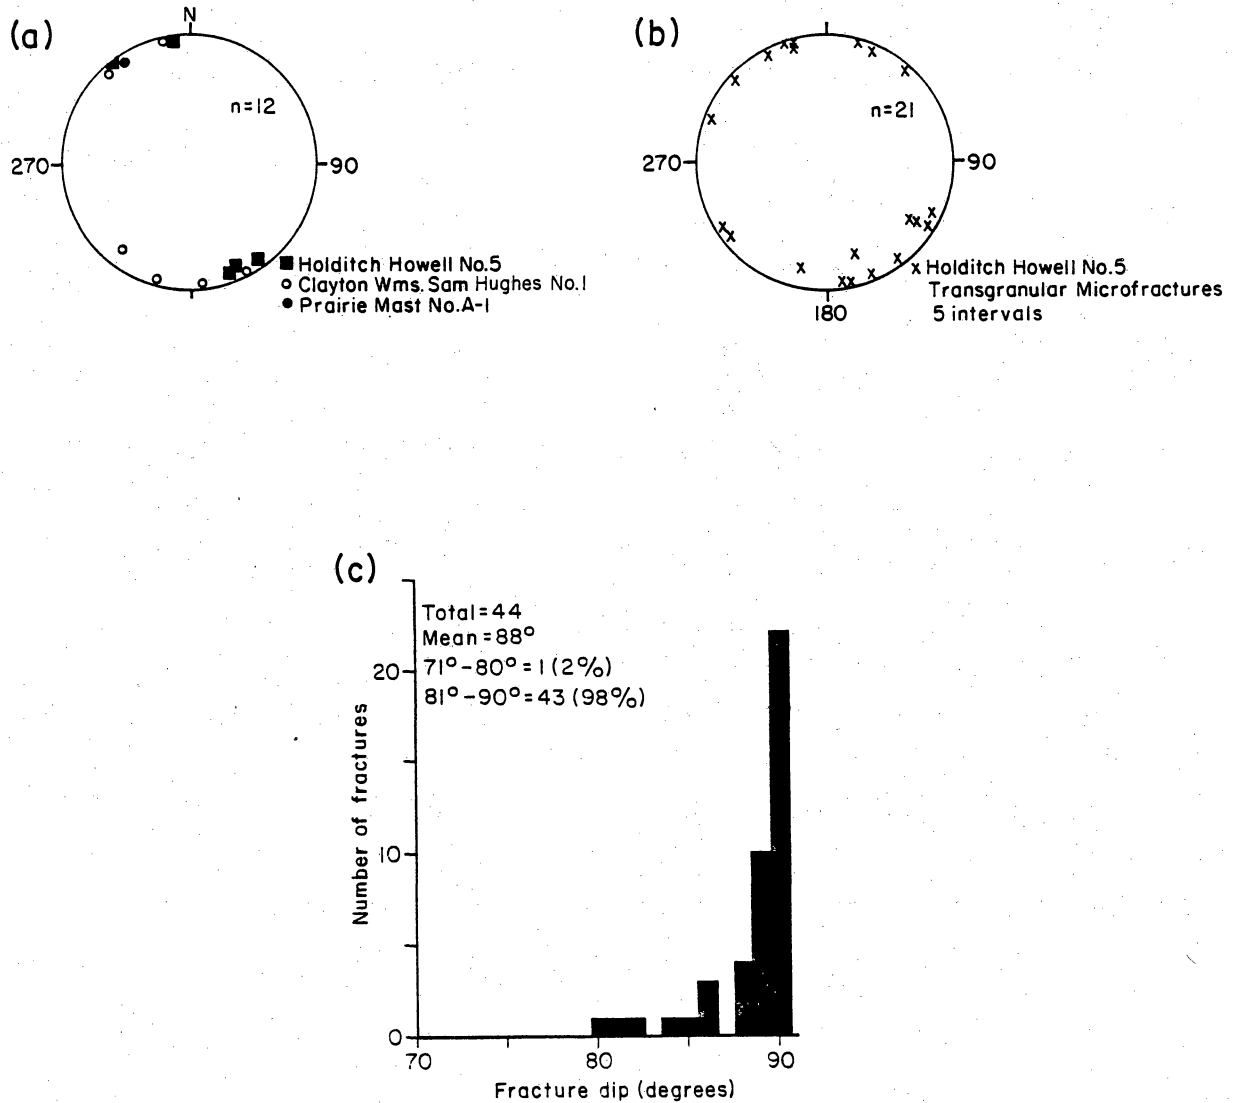 (a)
N
n=12
270
90
Holditch Howell No.5
Clayton Wms. Sam Hughes No.1
Prairie Mast No.A-1
(b)
n=21
270
90
180
x Holditch Howell No.5
Transgranular Microfractures
5 intervals
(c)
Total=44
Mean=88°
71°-80°=1(2%)
81°-90°=43(98%)
20
10
0
Number of fractures
70
80
90
Fracture dip (degrees)